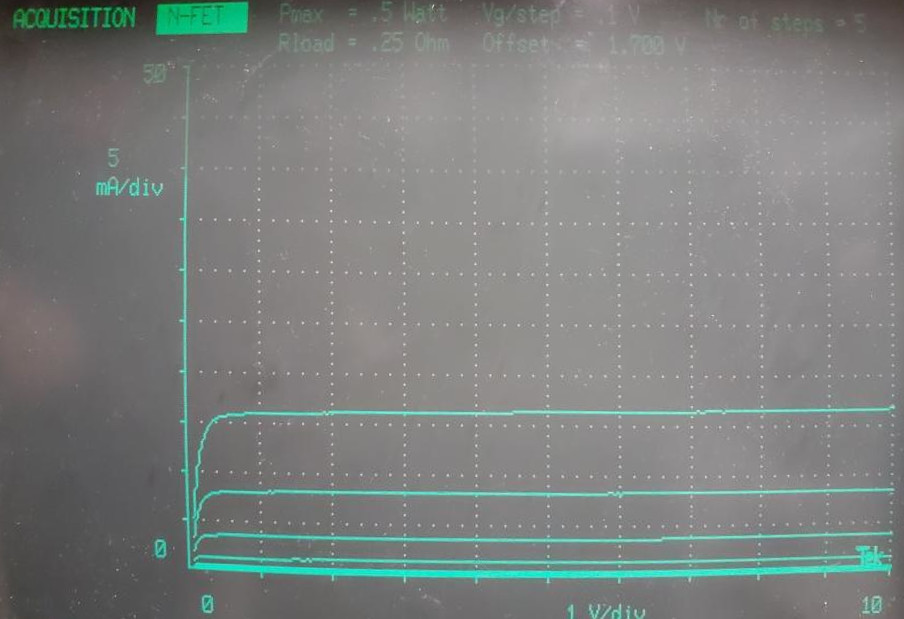 ACQUISITION N-FET Pmax = .5 Watt Vg/step = .1 V Nr of steps = 5
Rload = .25 Ohm Offset = 1.700 V
50
5
mA/div
0
Tek
0 1 V/div 10